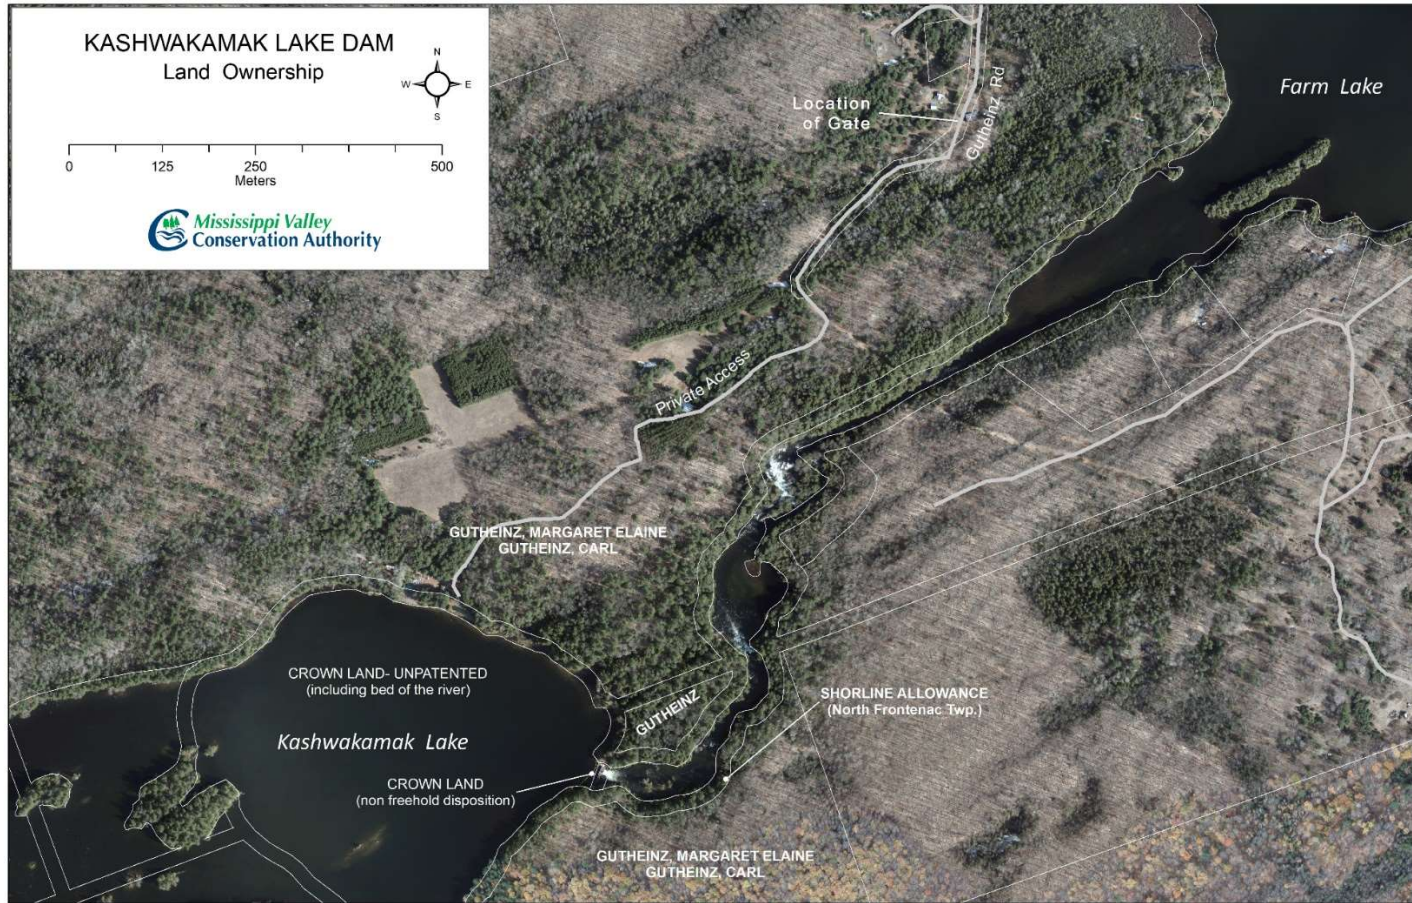 KASHWAKAMAK LAKE DAM
Land Ownership
N
W
E
S
0
125
250
500
Meters
Mississippi Valley
Conservation Authority
Location
of Gate
Gutheinz Rd
Farm Lake
Private Access
GUTHEINZ, MARGARET ELAINE
GUTHEINZ, CARL
CROWN LAND- UNPATENTED
(including bed of the river)
GUTHEINZ
SHORLINE ALLOWANCE
(North Frontenac Twp.)
Kashwakamak Lake
CROWN LAND
(non freehold disposition)
GUTHEINZ, MARGARET ELAINE
GUTHEINZ, CARL